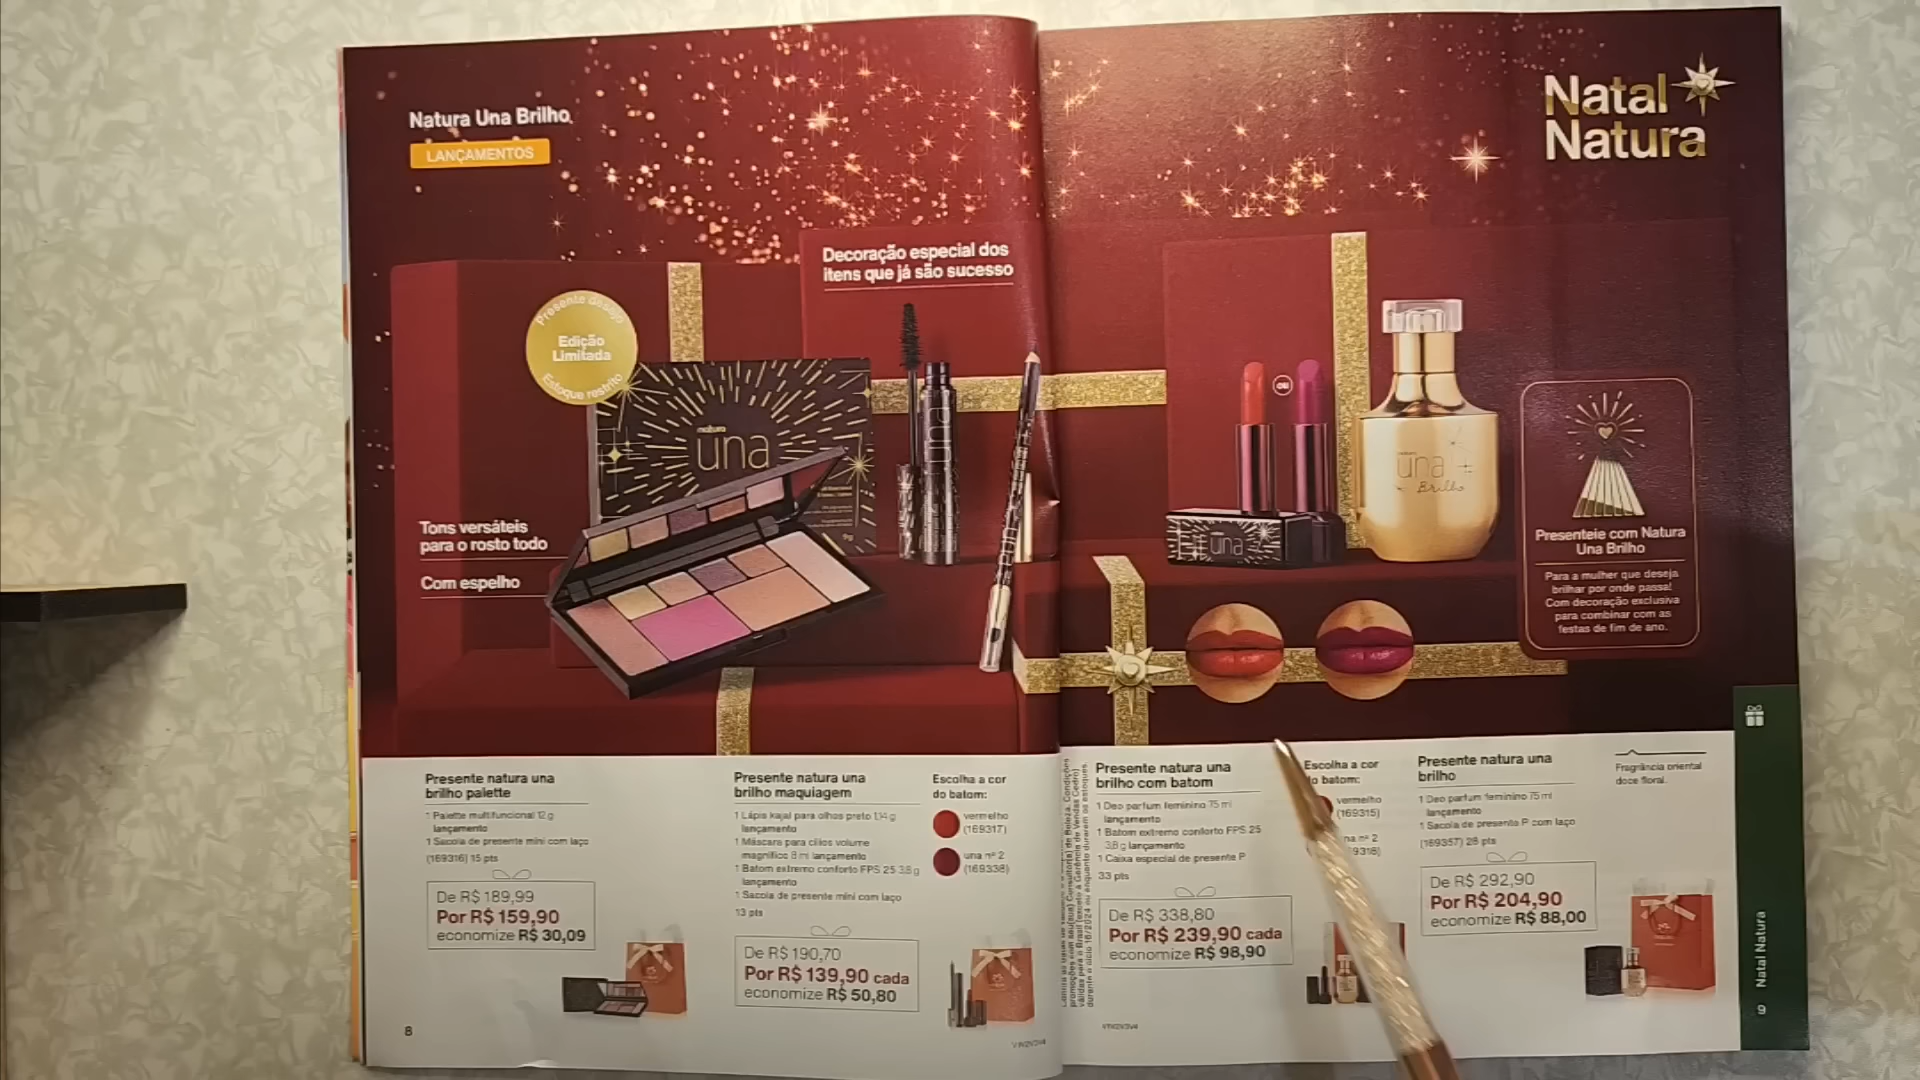 Natura Una Brilho
LANÇAMENTOS
Natal
Natura
Decoração especial dos
itens que já são sucesso
Presente desejo
Edição
Limitada
Estoque restrito
natura
una
Tons versáteis
para o rosto todo
Com espelho
ou
una
Brilho
una
Presenteie com Natura
Una Brilho
Para a mulher que deseja
brilhar por onde passa!
Com decoração exclusiva
para combinar com as
festas de fim de ano.
Presente natura una
brilho palette
1 Palette multifuncional 12 g
lançamento
1 Sacola de presente mini com laço
(169316) 15 pts
De R$ 189,99
Por R$ 159,90
economize R$ 30,09
Presente natura una
brilho maquiagem
1 Lápis kajal para olhos preto 1,14 g
lançamento
1 Máscara para cílios volume
magnífico 8 ml lançamento
1 Batom extremo conforto FPS 25 3,8 g
lançamento
1 Sacola de presente mini com laço
13 pts
De R$ 190,70
Por R$ 139,90 cada
economize R$ 50,80
Escolha a cor
do batom:
vermelho
(169317)
una nº 2
(169338)
8
Presente natura una
brilho com batom
1 Deo parfum feminino 75 ml
lançamento
1 Batom extremo conforto FPS 25
3,8 g lançamento
1 Caixa especial de presente P
33 pts
De R$ 338,80
Por R$ 239,90 cada
economize R$ 98,90
Escolha a cor
do batom:
vermelho
(169315)
na nº 2
Presente natura una
brilho
1 Deo parfum feminino 75 ml
lançamento
1 Sacola de presente P com laço
(169357) 28 pts
De R$ 292,90
Por R$ 204,90
economize R$ 88,00
Fragrância oriental
doce floral.
Natal Natura
9